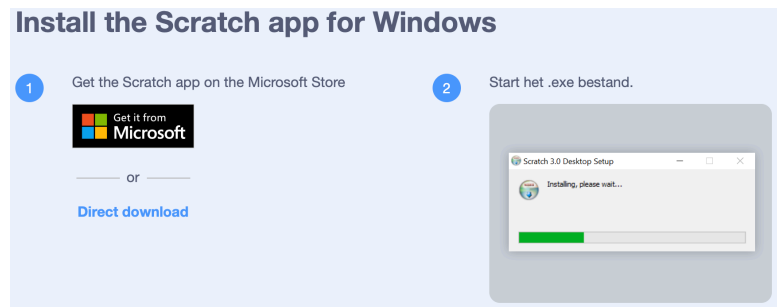 Install the Scratch app for Windows
1
Get the Scratch app on the Microsoft Store
Get it from
Microsoft
or
Direct download
2
Start het .exe bestand.
Scratch 3.0 Desktop Setup
Installing, please wait...